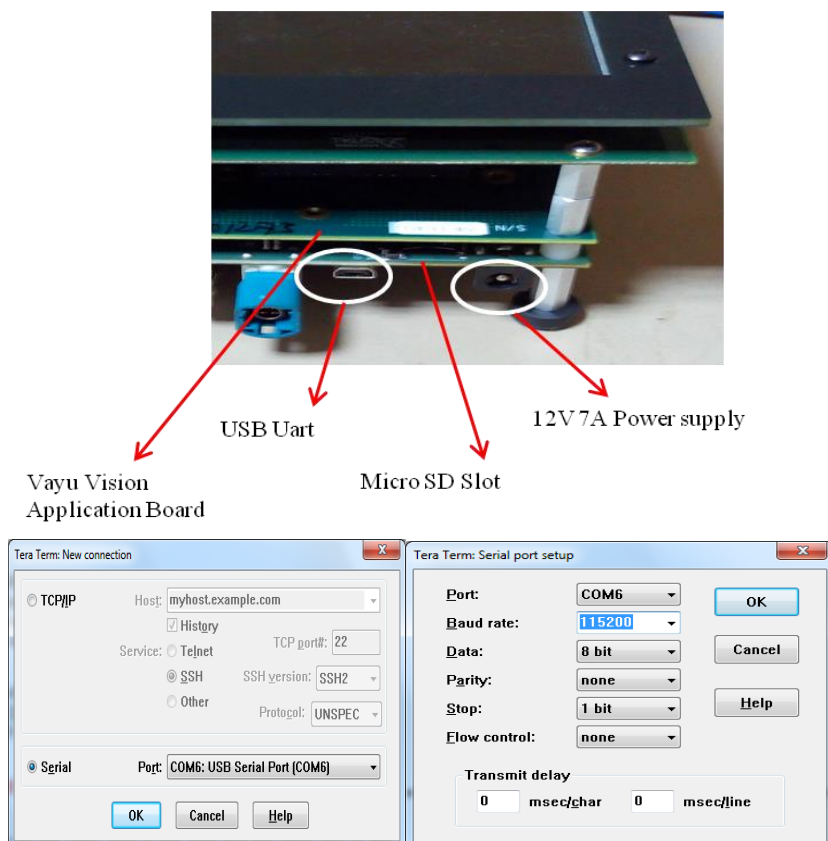 N/S
USB Uart
12V 7A Power supply
Vayu Vision
Application Board
Micro SD Slot
Tera Term: New connection
TCP/IP
Host: myhost.example.com
History
Service: Telnet
TCP port#: 22
SSH
SSH version: SSH2
Other
Protocol: UNSPEC
Serial
Port: COM6: USB Serial Port (COM6)
OK Cancel Help
Tera Term: Serial port setup
Port: COM6
OK
Baud rate: 115200
Data: 8 bit
Cancel
Parity: none
Stop: 1 bit
Help
Flow control: none
Transmit delay
0 msec/char 0 msec/line